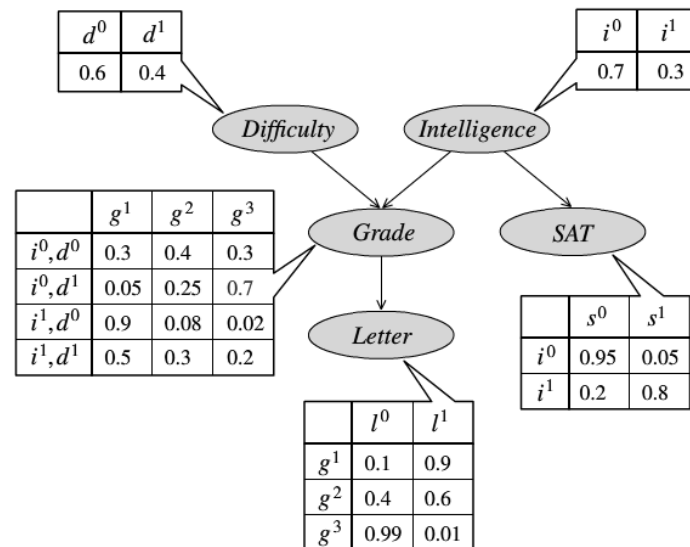 d⁰ d¹
0.6 0.4
i⁰ i¹
0.7 0.3
Difficulty
Intelligence
g¹ g² g³
i⁰,d⁰ 0.3 0.4 0.3
i⁰,d¹ 0.05 0.25 0.7
i¹,d⁰ 0.9 0.08 0.02
i¹,d¹ 0.5 0.3 0.2
Grade
SAT
Letter
s⁰ s¹
i⁰ 0.95 0.05
i¹ 0.2 0.8
l⁰ l¹
g¹ 0.1 0.9
g² 0.4 0.6
g³ 0.99 0.01